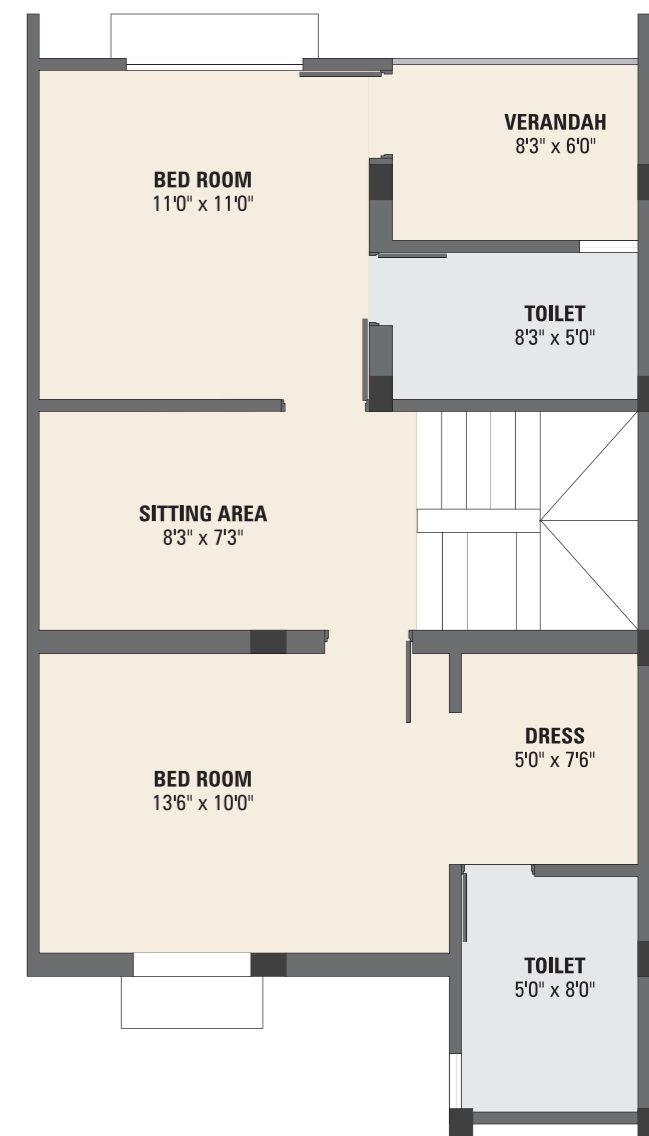 VERANDAH
8'3" x 6'0"
BED ROOM
11'0" x 11'0"
TOILET
8'3" x 5'0"
SITTING AREA
8'3" x 7'3"
DRESS
5'0" x 7'6"
BED ROOM
13'6" x 10'0"
TOILET
5'0" x 8'0"